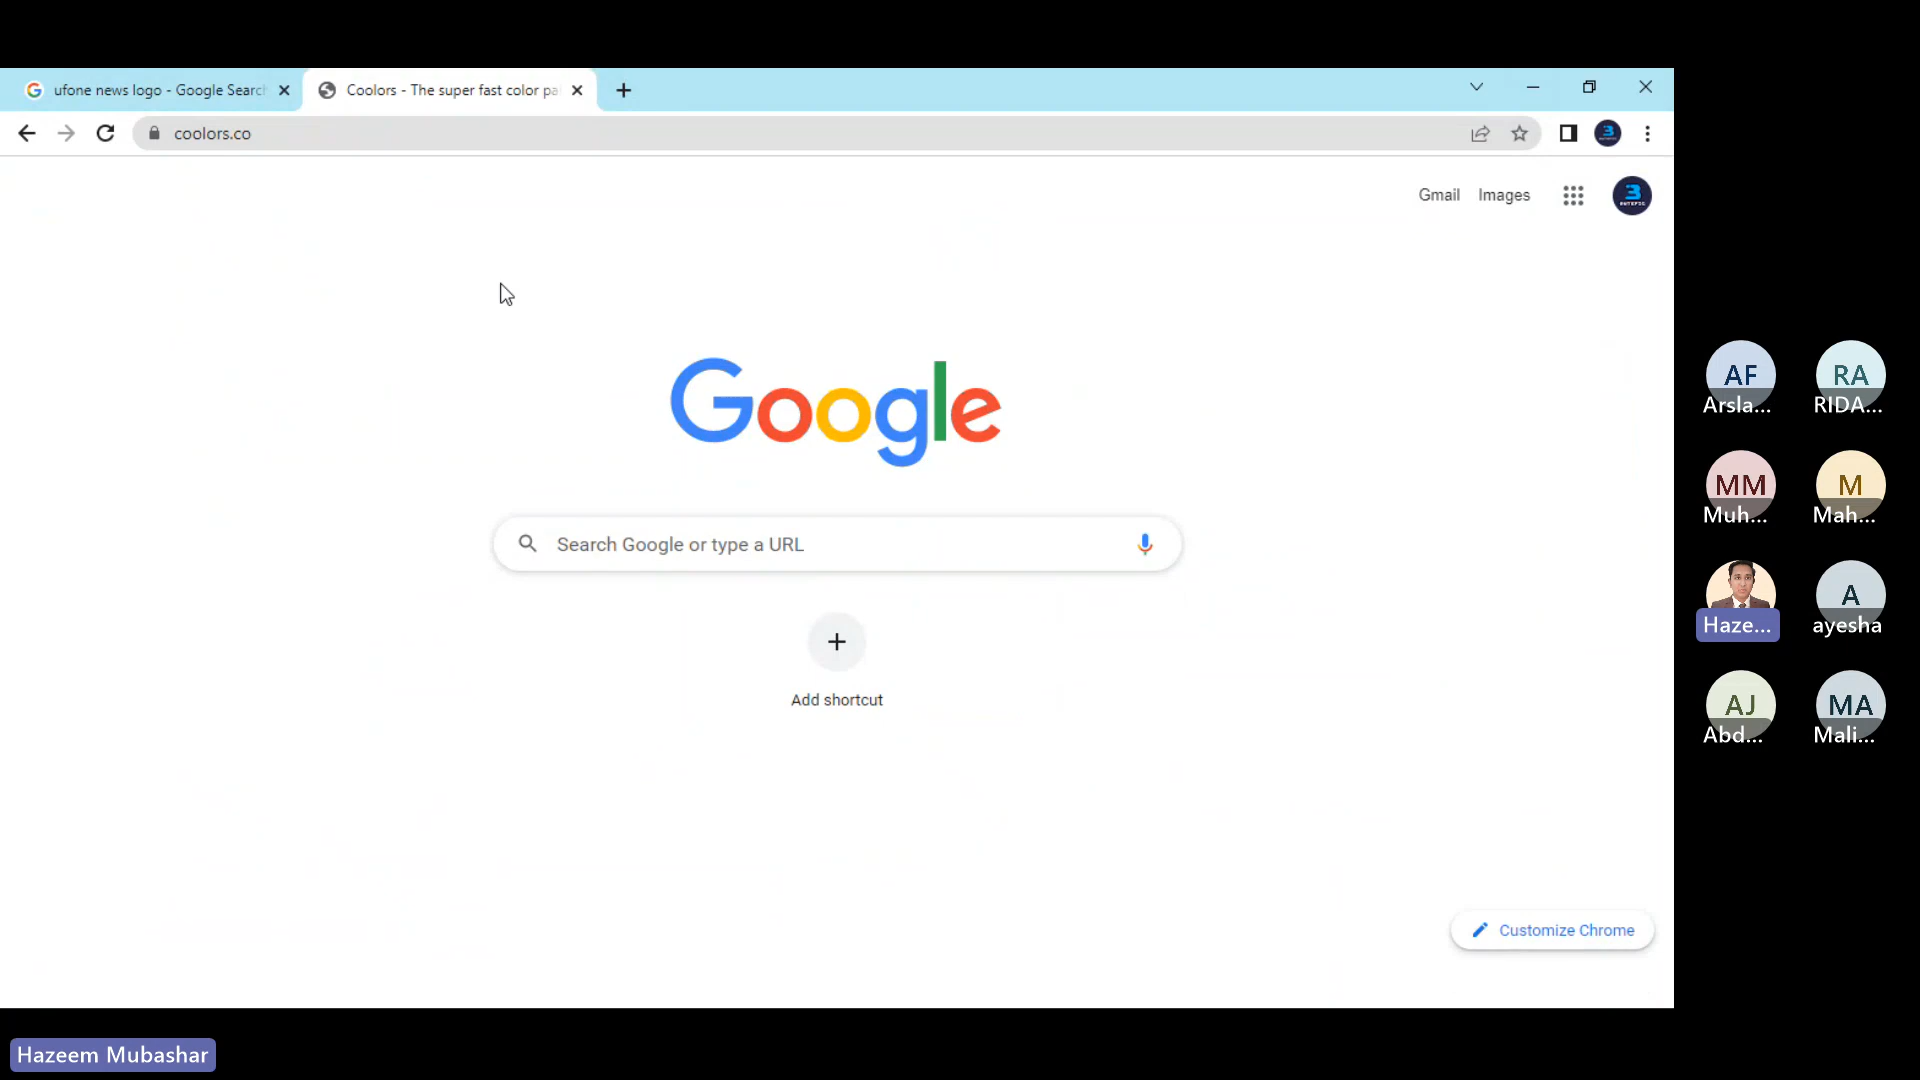 ufone news logo - Google Search
Coolors - The super fast color pa
coolors.co
Gmail
Images
Google
Search Google or type a URL
Add shortcut
Customize Chrome
AF
Arsla...
RA
RIDA...
MM
Muh...
M
Mah...
Haze...
A
ayesha
AJ
Abd...
MA
Mali...
Hazeem Mubashar